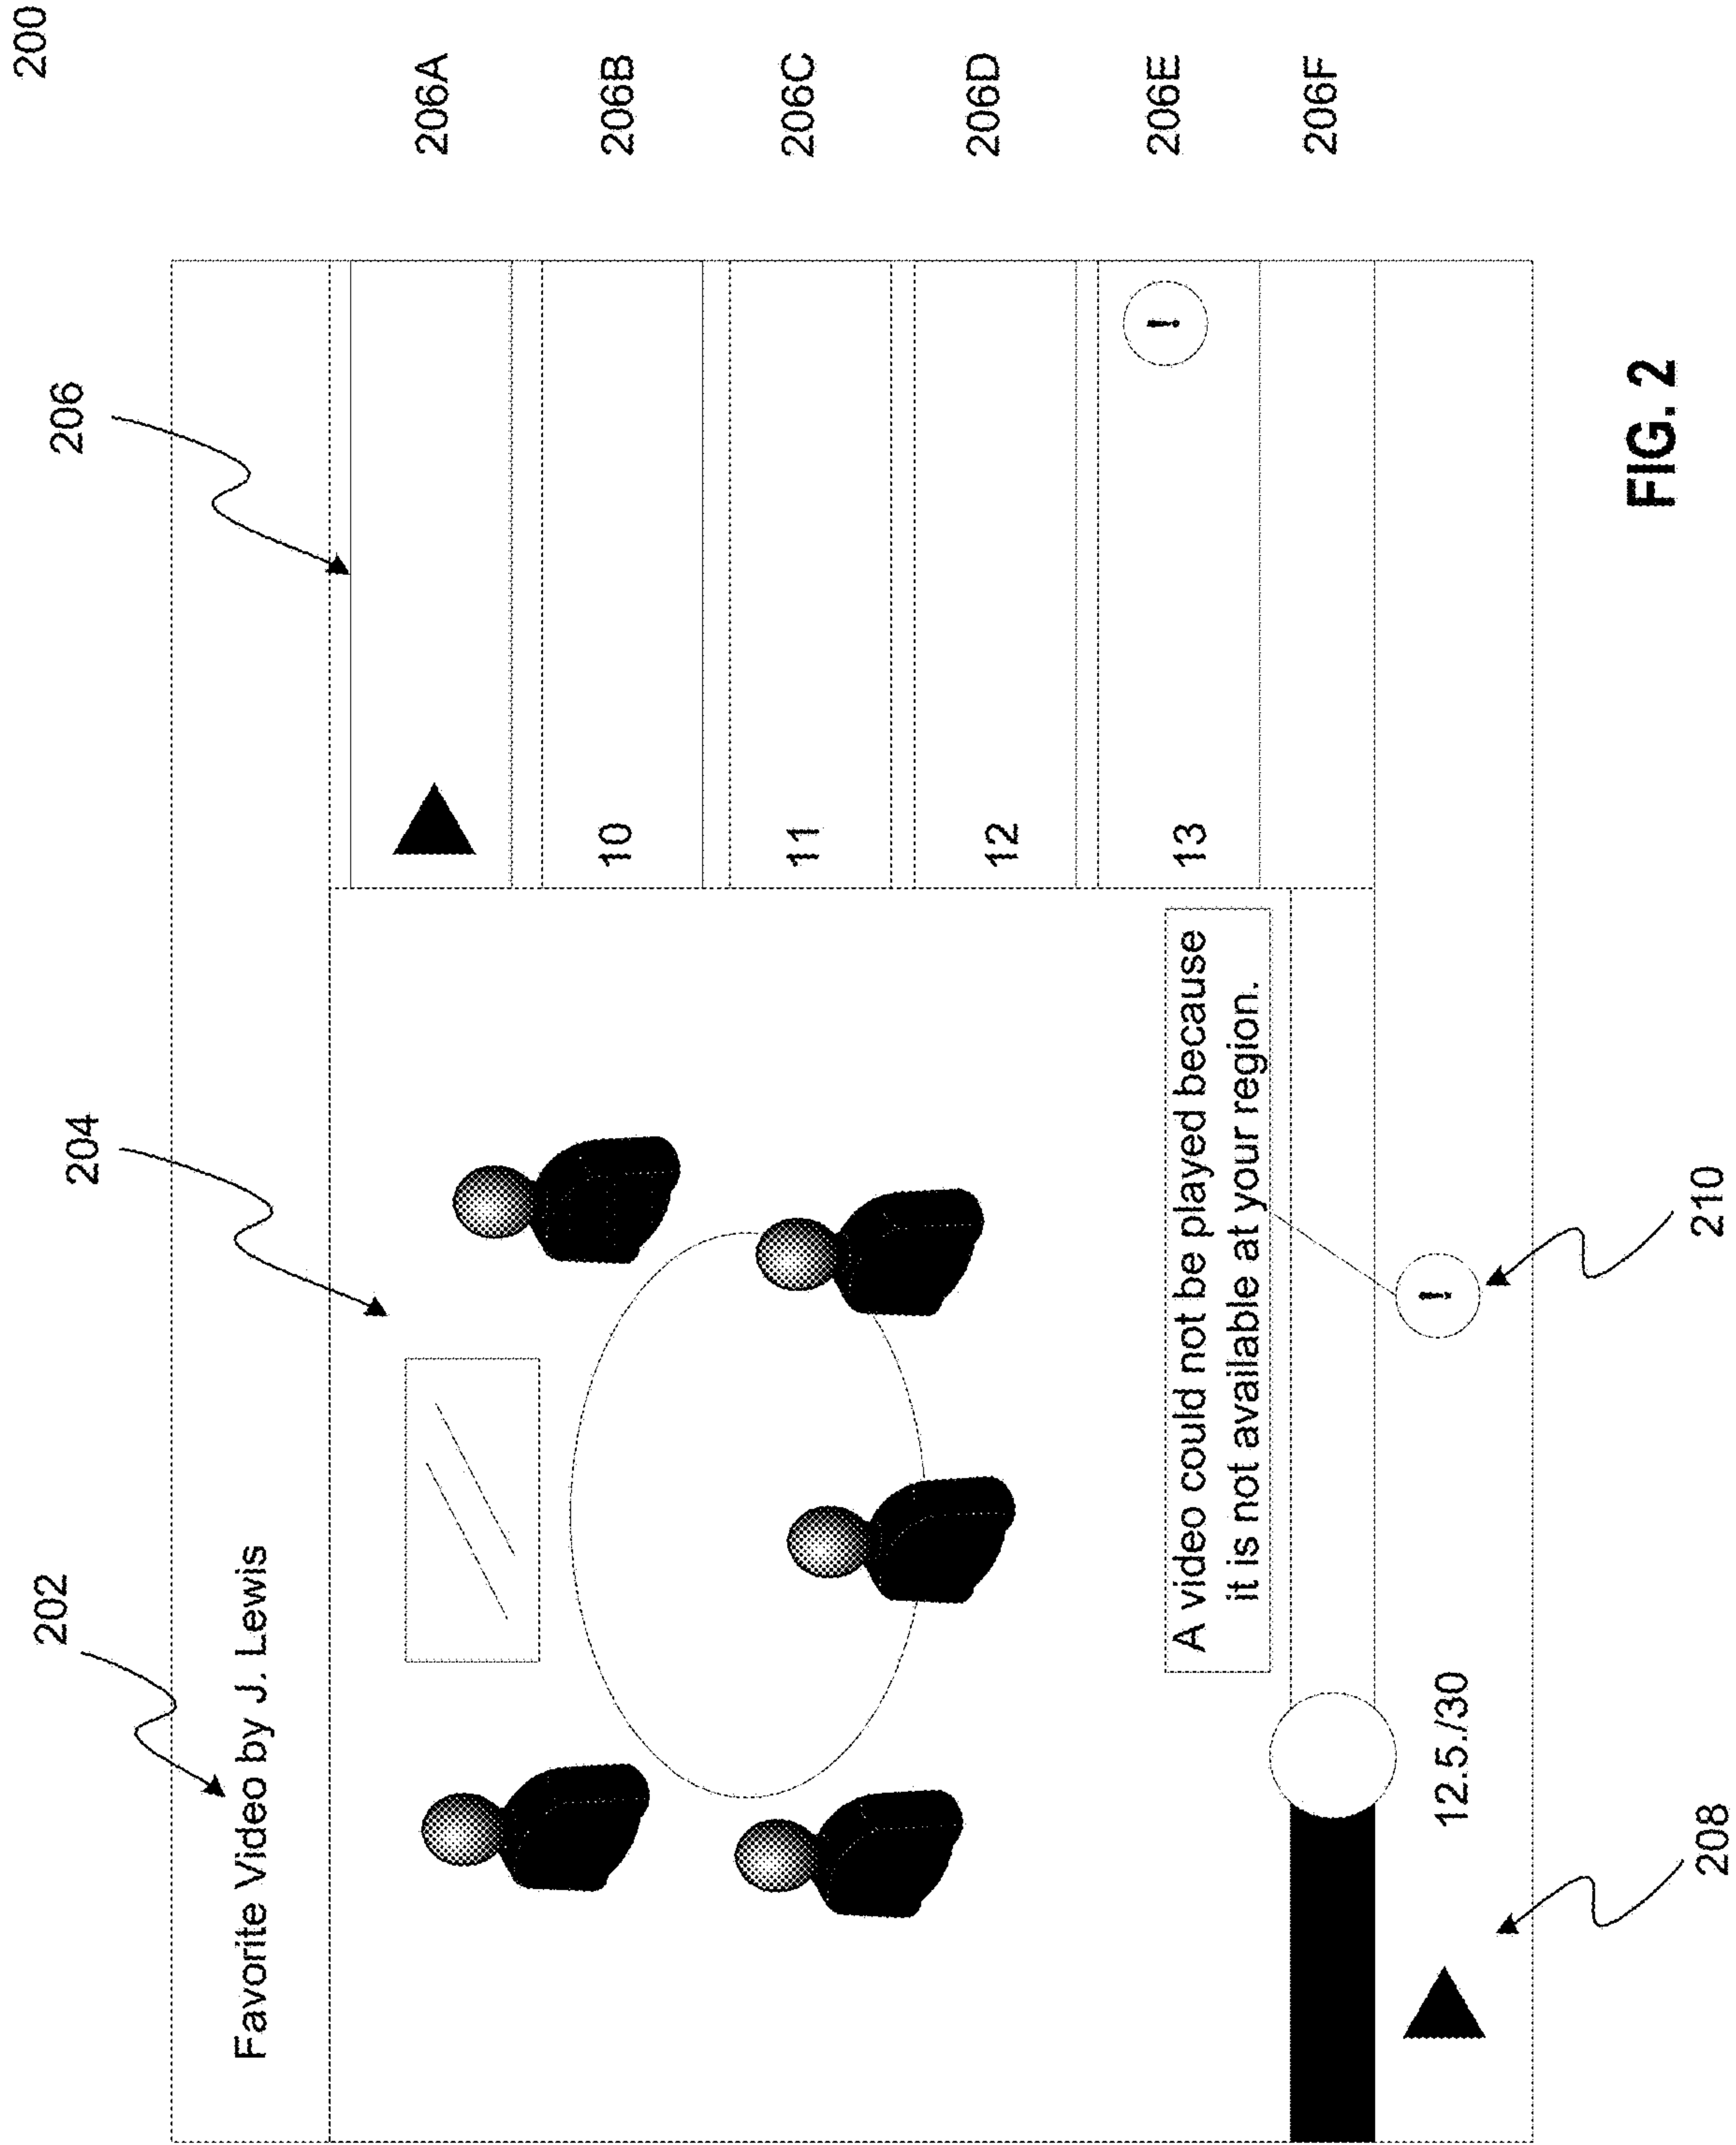 200
202
204
206
Favorite Video by J. Lewis
206A
10
206B
11
206C
12
206D
13
!
206E
A video could not be played because
it is not available at your region.
206F
12.5./30
!
208
210
FIG. 2